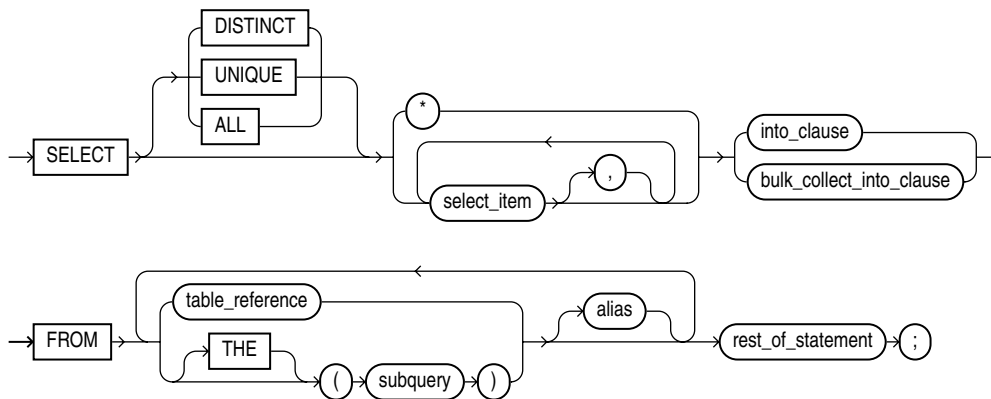 DISTINCT
UNIQUE
ALL
SELECT
*
,
select_item
into_clause
bulk_collect_into_clause
FROM
table_reference
THE
( subquery )
alias
rest_of_statement ;